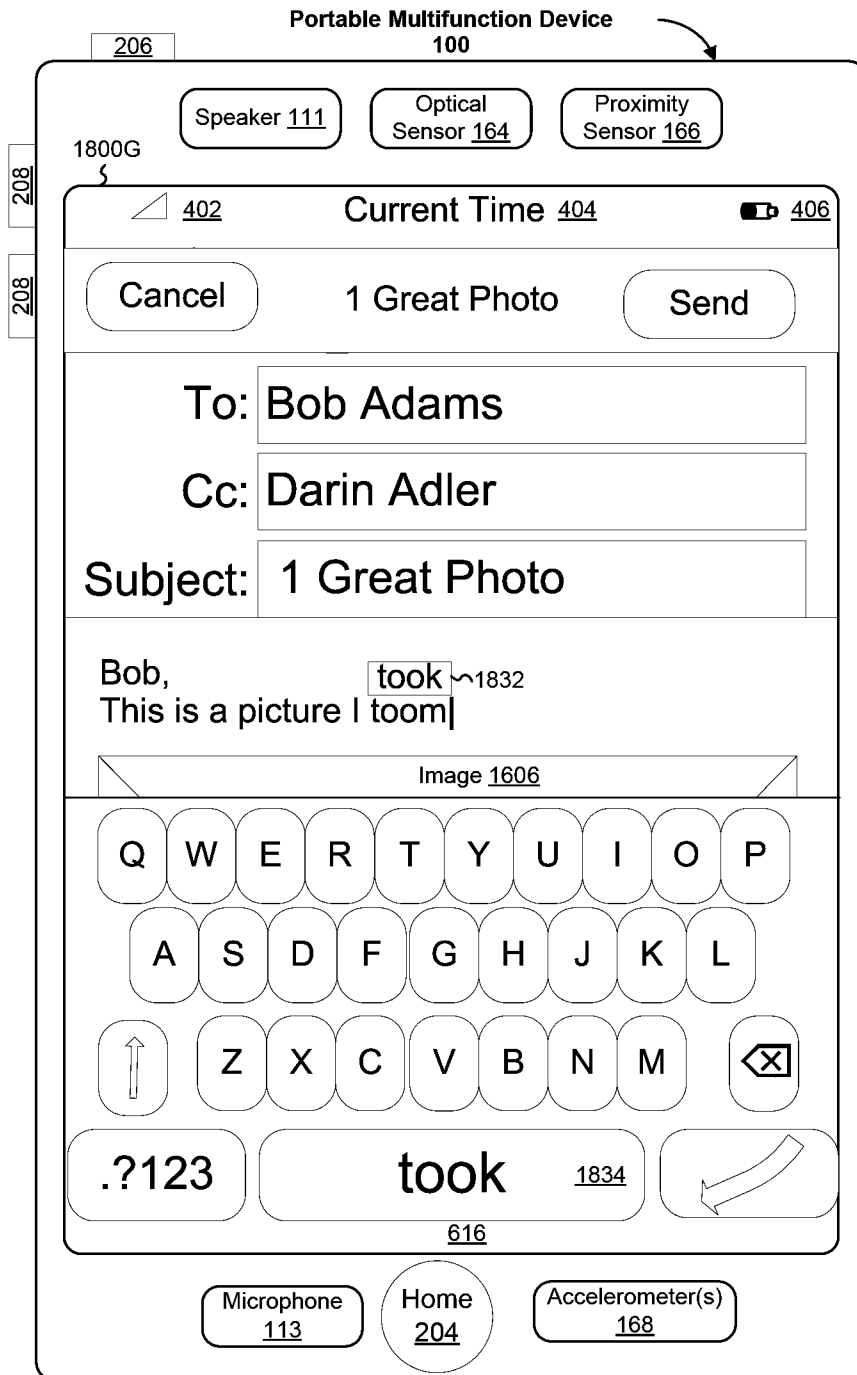 Portable Multifunction Device
100
206
Speaker 111
Optical
Sensor 164
Proximity
Sensor 166
208
1800G
402 Current Time 404 406
208
Cancel 1 Great Photo Send
To: Bob Adams
Cc: Darin Adler
Subject: 1 Great Photo
Bob, took 1832
This is a picture I toom
Image 1606
Q W E R T Y U I O P
A S D F G H J K L
Z X C V B N M
.?123 took 1834
616
Microphone
113
Home
204
Accelerometer(s)
168